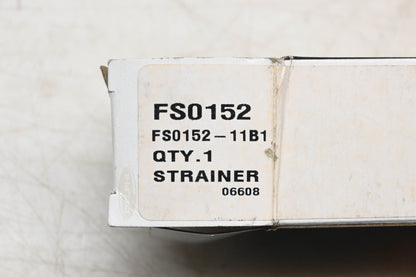 FS0152
FS0152-11B1
QTY.1
STRAINER
06608